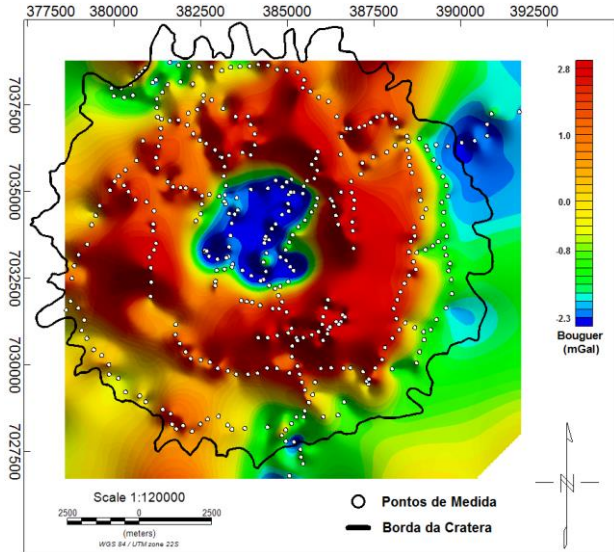 377500 380000 382500 385000 387500 390000 392500
7037500
7035000
7032500
7030000
7027500
2.8
1.0
0.0
-0.8
-2.3
Bouguer
(mGal)
Scale 1:120000
2500 0 2500
(meters)
WGS 84 / UTM zone 22S
Pontos de Medida
Borda da Cratera
N